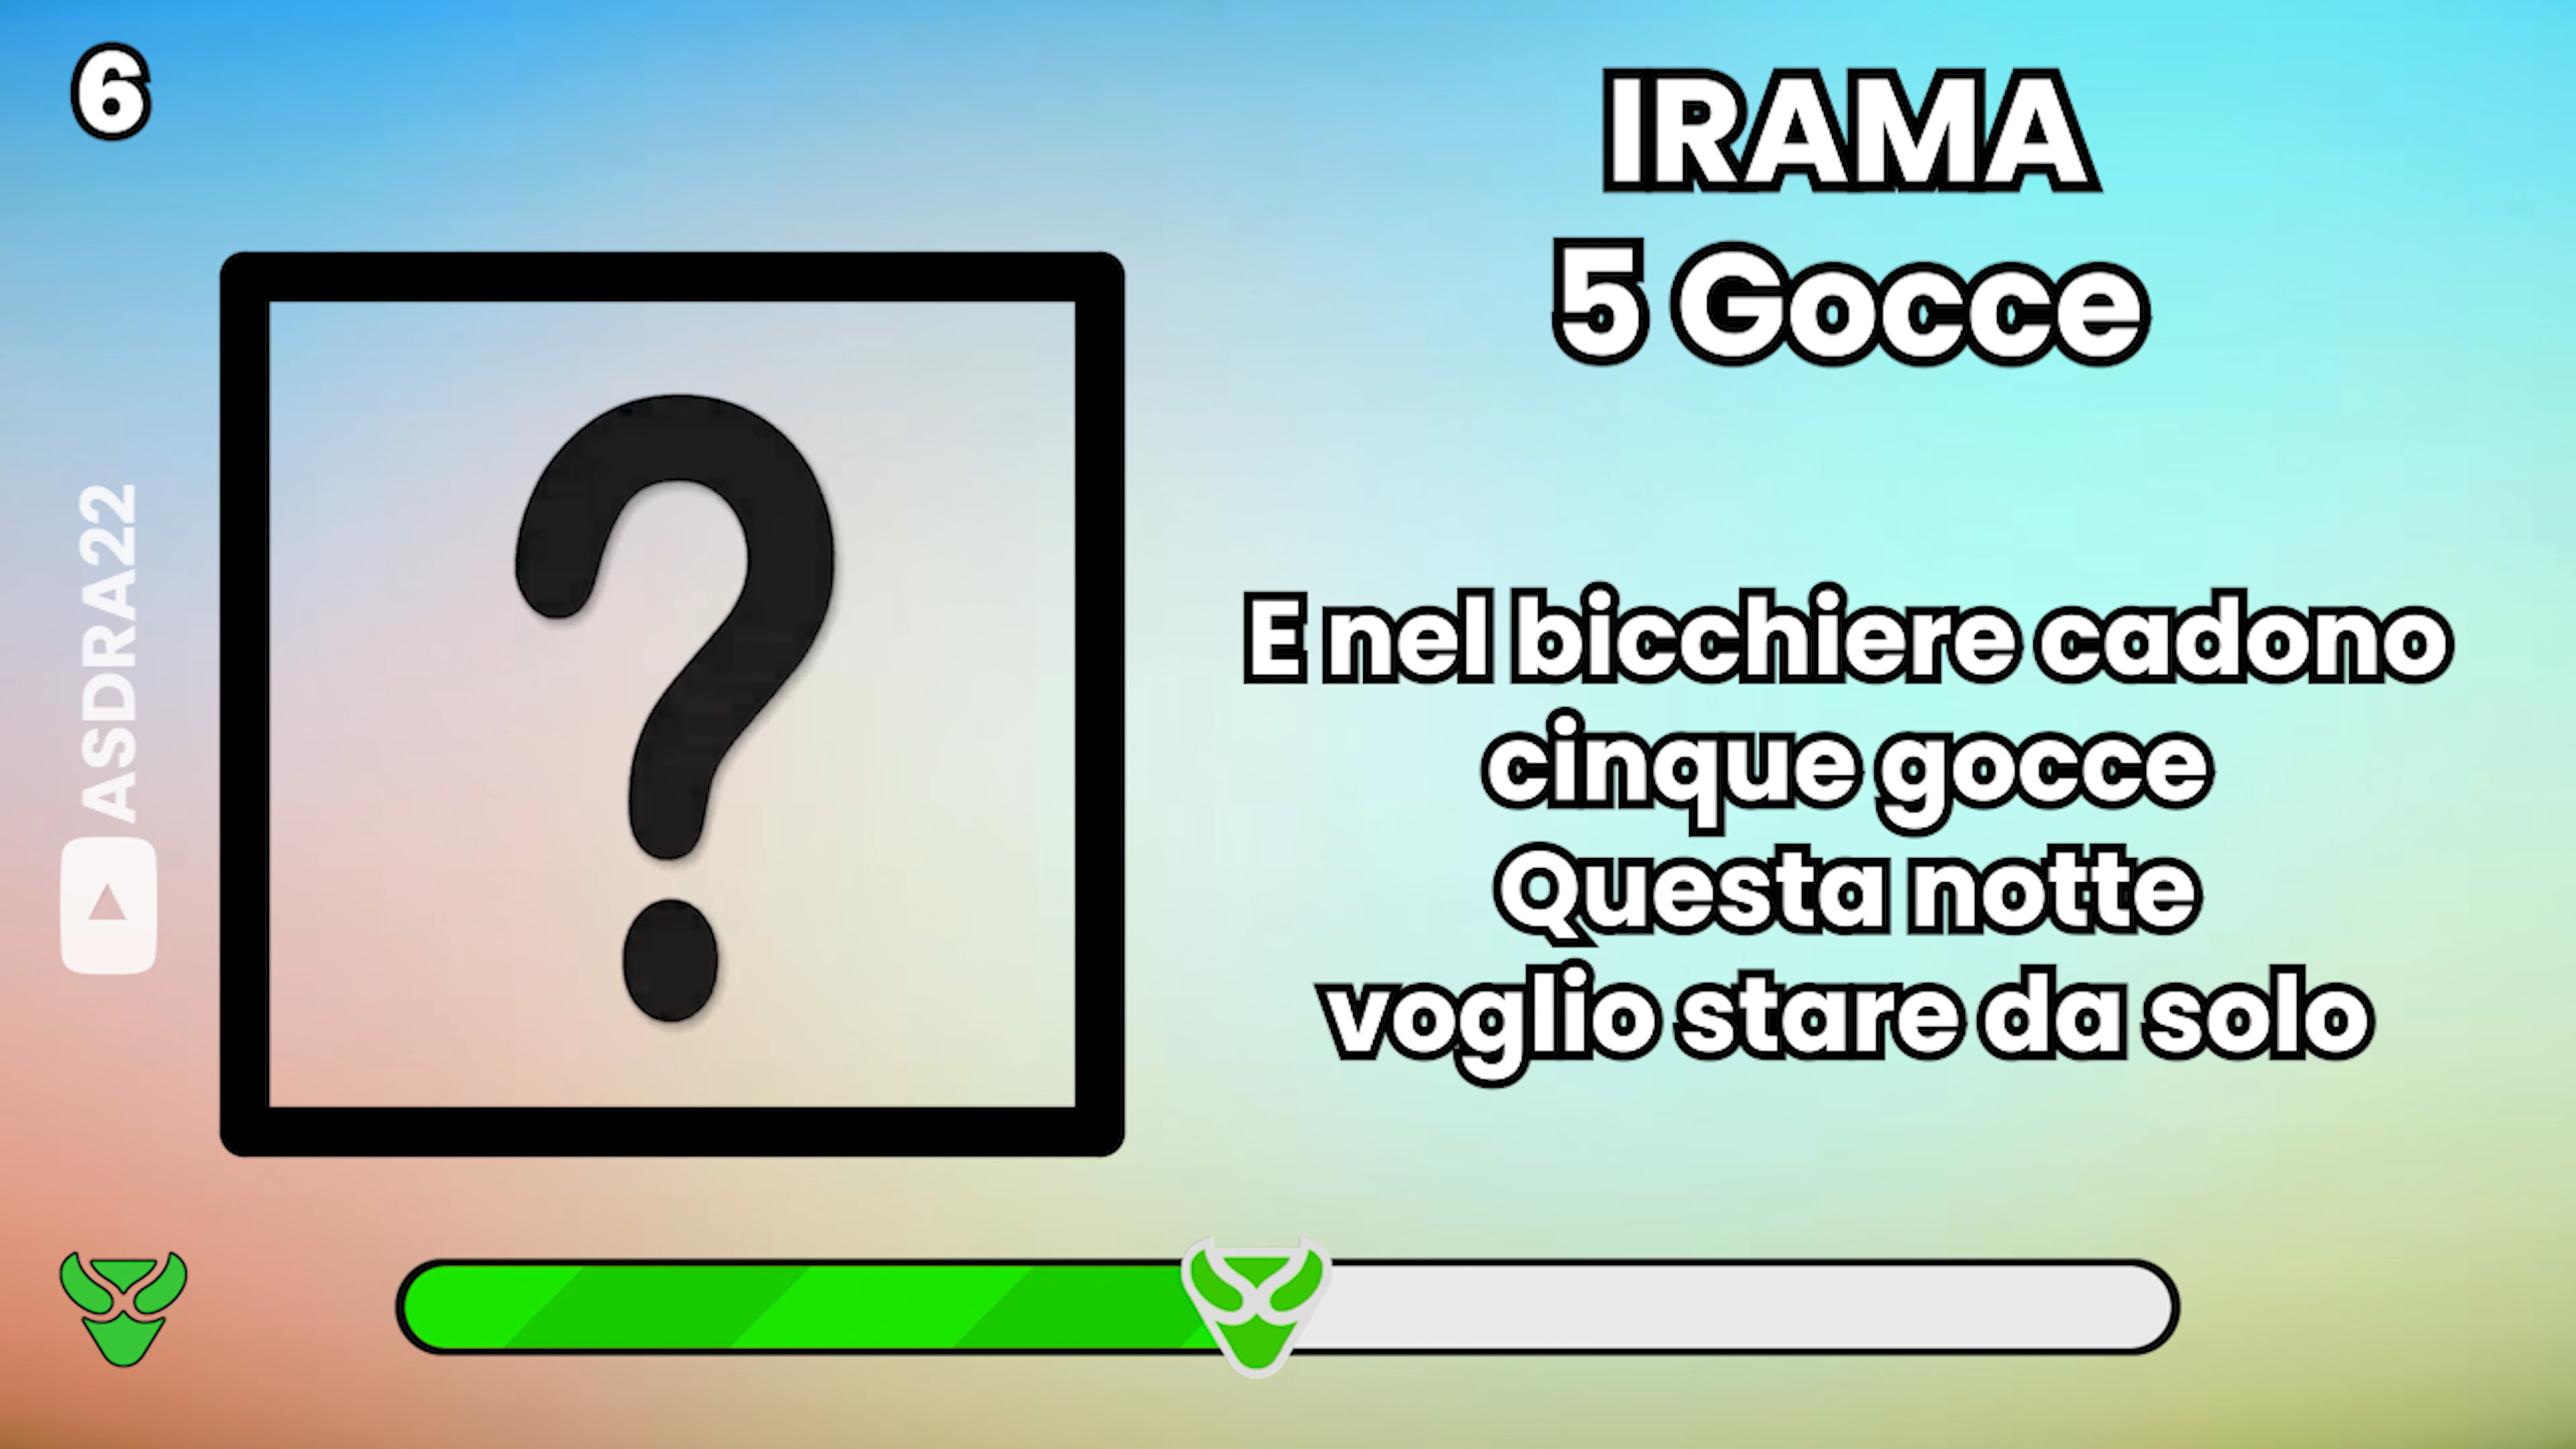 6
IRAMA
5 Gocce
?
E nel bicchiere cadono
cinque gocce
Questa notte
voglio stare da solo
ASDRA22